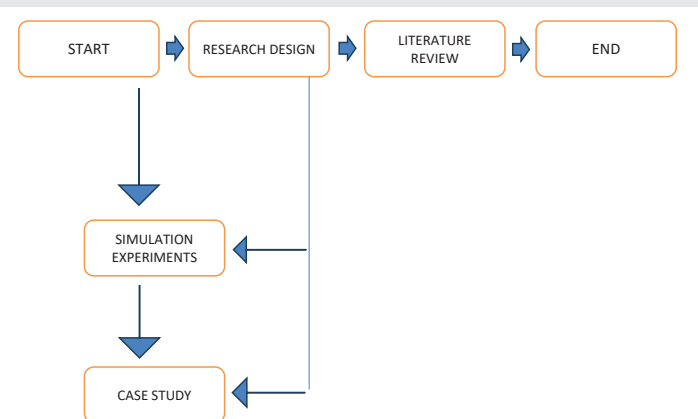 START
RESEARCH DESIGN
LITERATURE
REVIEW
END
SIMULATION
EXPERIMENTS
CASE STUDY